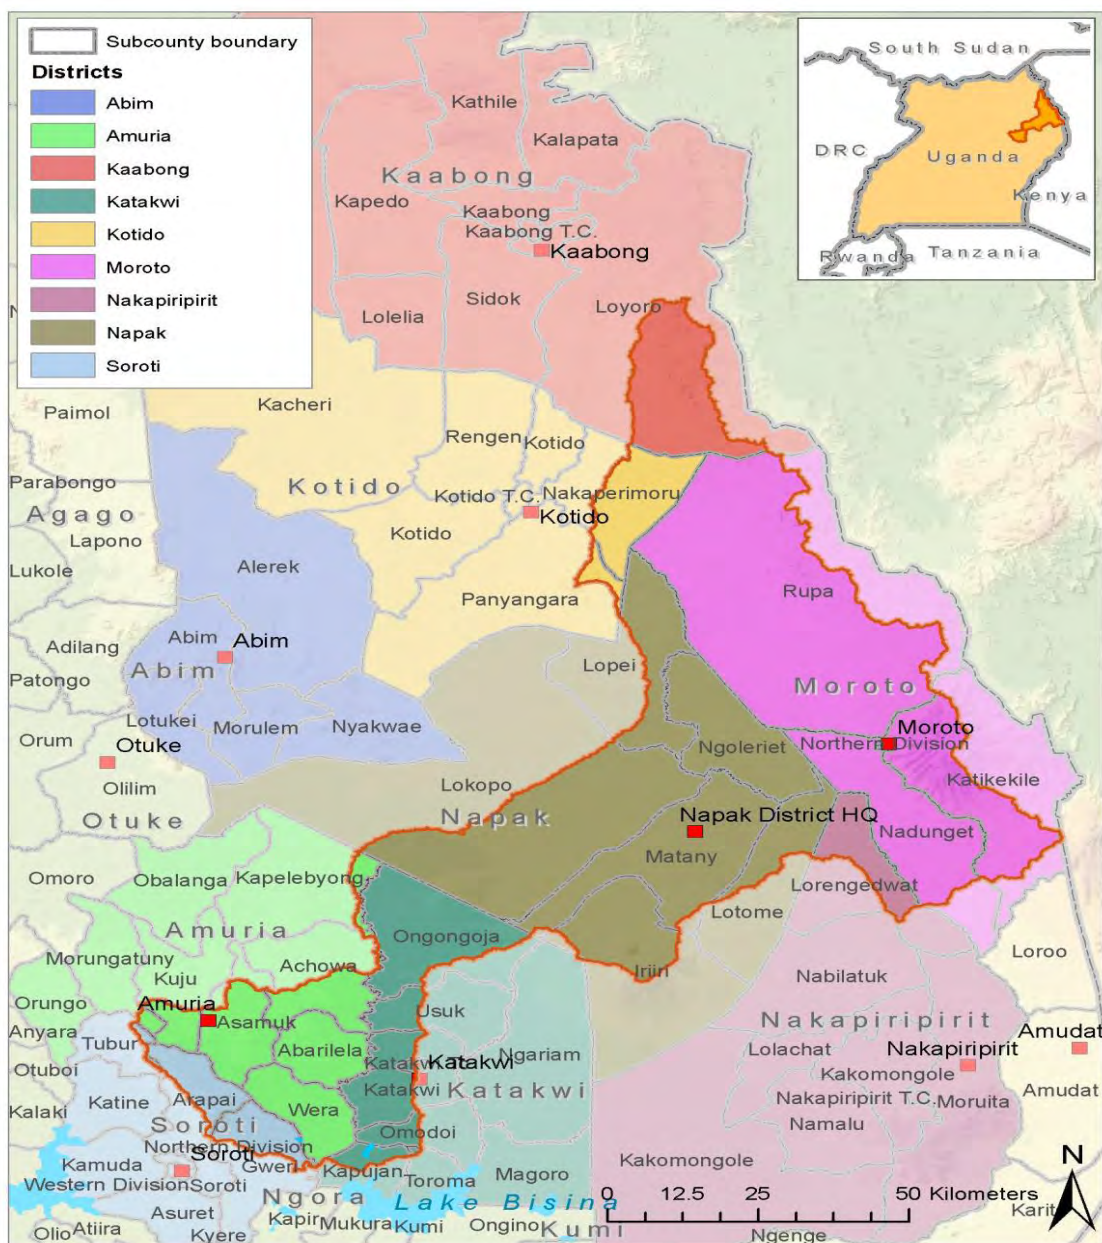 Subcounty boundary
Districts
Abim
Amuria
Kaabong
Katakwi
Kotido
Moroto
Nakapiripirit
Napak
Soroti
South Sudan
DRC
Uganda
Kenya
Rwanda
Tanzania
Kathile
Kalapata
Kaabong
Kapedo
Kaabong
Kaabong T.C.
Kaabong
Sidok
Lolelia
Loyoro
Paimol
Kacheri
Rengen
Kotido
Parabongo
Kotido
Kotido T.C.
Nakaperimoru
Agago
Kotido
Lapono
Kotido
Lukole
Alerek
Panyangara
Rupa
Adilang
Abim
Abim
Abim
Lopei
Patongo
Moroto
Lotukei
Morulem
Nyakwae
Orum
Otuke
Ngoleriet
Moroto
Northern Division
Olilim
Lokopo
Katikekile
Otuke
Napak
Napak District HQ
Nadunget
Matany
Omoro
Obalanga
Kapelebyong
Lorengedwat
Lotome
Amuria
Ongongoja
Morungatuny
Achowa
Loroo
Kuju
Iriiri
Nabilatuk
Orungo
Amuria
Asamuk
Usuk
Nakapiripirit
Anyara
Tubur
Abarilela
Ngariam
Lolachat
Nakapiripirit
Amudat
Otuboi
Katakwi
Katakwi
Katakwi
Kakomongole
Amudat
Kalaki
Katine
Arapai
Wera
Nakapiripirit T.C.
Moruita
Soroti
Omodoi
Namalu
Northern Division
Soroti
Gweri
Kapujan
Toroma
Magoro
Kakomongole
Kamuda
Western Division
Soroti
Ngora
Lake Bisina
Asuret
Kapir
Mukura
Kumi
Ongino
Kumi
Olio
Atiira
Kyere
Ngenge
Karit
0 12.5 25 50 Kilometers
N